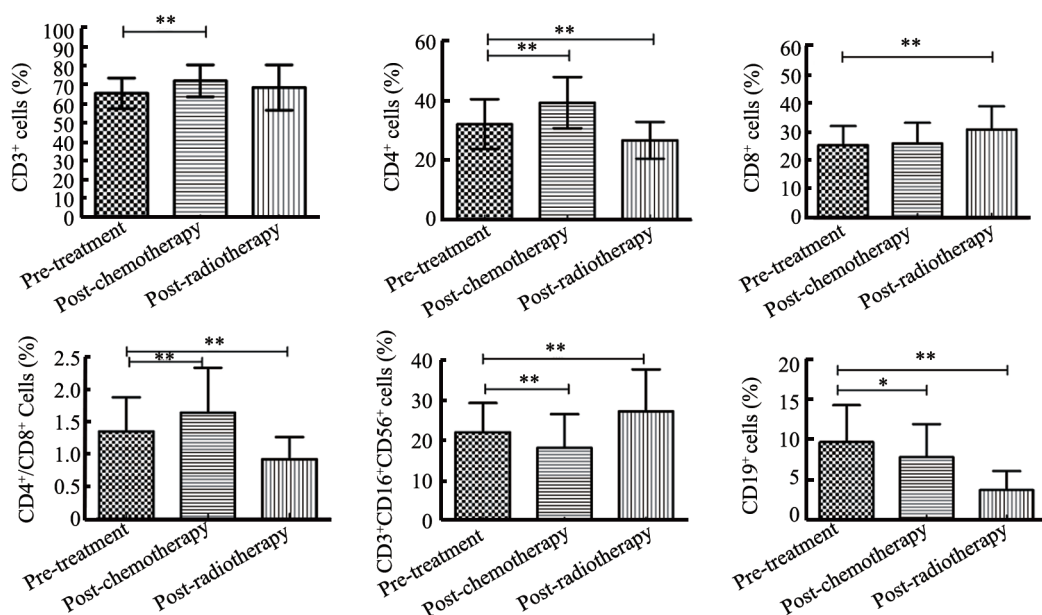 CD3⁺ cells (%)
100
90
80
70
60
50
40
30
20
10
0
**
Pre-treatment
Post-chemotherapy
Post-radiotherapy
CD4⁺ cells (%)
60
40
20
0
**
**
Pre-treatment
Post-chemotherapy
Post-radiotherapy
CD8⁺ cells (%)
60
50
40
30
20
10
0
**
Pre-treatment
Post-chemotherapy
Post-radiotherapy
CD4⁺/CD8⁺ Cells (%)
2.5
2.0
1.5
1.0
0.5
0
**
**
Pre-treatment
Post-chemotherapy
Post-radiotherapy
CD3⁺CD16⁺CD56⁺ cells (%)
40
30
20
10
0
**
**
Pre-treatment
Post-chemotherapy
Post-radiotherapy
CD19⁺ cells (%)
20
15
10
5
0
**
*
Pre-treatment
Post-chemotherapy
Post-radiotherapy